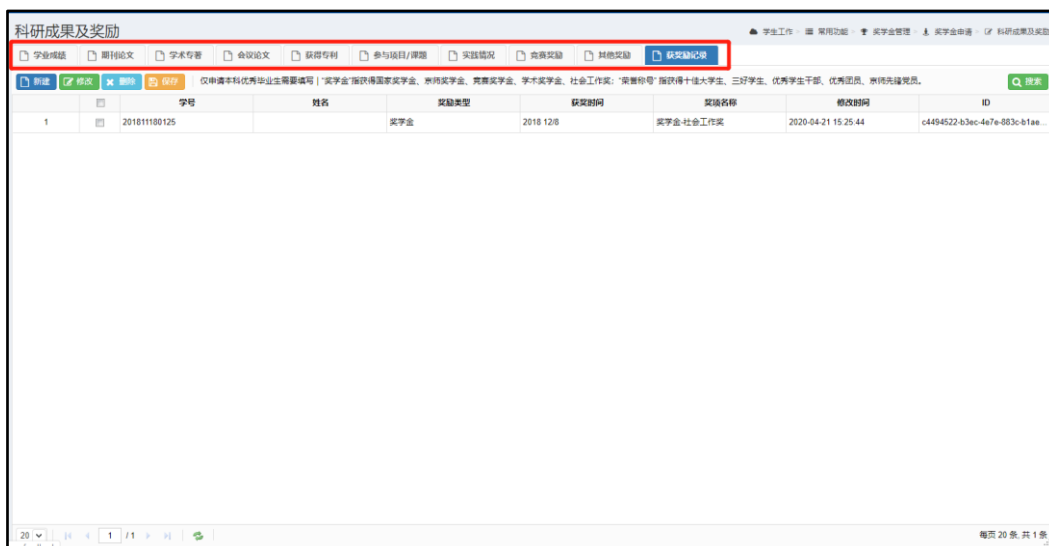 科研成果及奖励
学生工作 常用功能 奖学金管理 奖学金申请 科研成果及奖励
学业成绩 期刊论文 学术专著 会议论文 获得专利 参与项目/课题 实践情况 竞赛奖励 其他奖励 获奖励纪录
新建 修改 删除 保存 仅申请本科优秀毕业生需要填写 | "奖学金"指获得国家奖学金、京师奖学金、竞赛奖学金、学术奖学金、社会工作奖; "荣誉称号" 指获得十佳大学生、三好学生、优秀学生干部、优秀团员、京师先锋党员。 搜索
学号 姓名 奖励类型 获奖时间 奖项名称 修改时间 ID
1 201811180125 奖学金 2018 12/8 奖学金-社会工作奖 2020-04-21 15:25:44 c4494522-b3ec-4e7e-883c-b1ae...
20 1 / 1 每页 20 条, 共 1 条